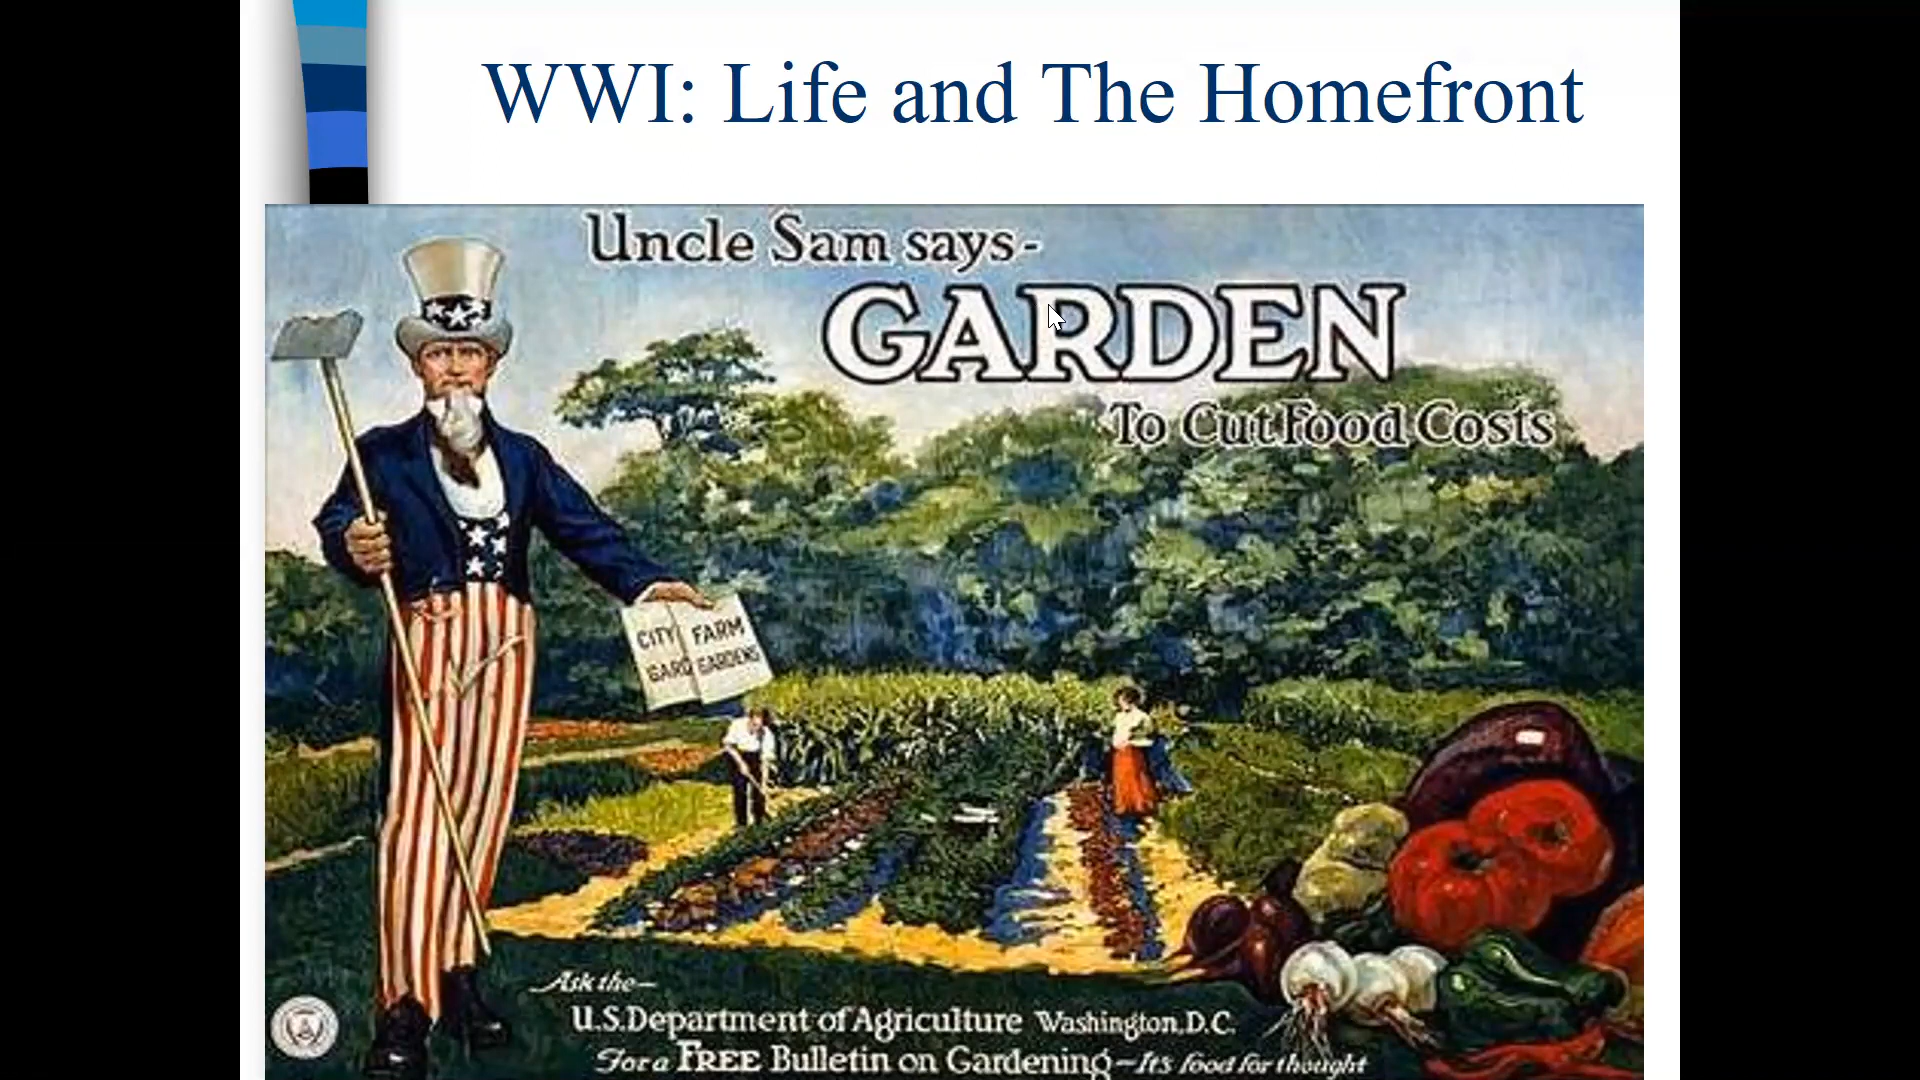 WWI: Life and The Homefront
Uncle Sam says-
GARDEN
To Cut Food Costs
CITY FARM
GARD GARDENS
Ask the—
U.S. Department of Agriculture Washington, D.C.
For a FREE Bulletin on Gardening—It's food for thought